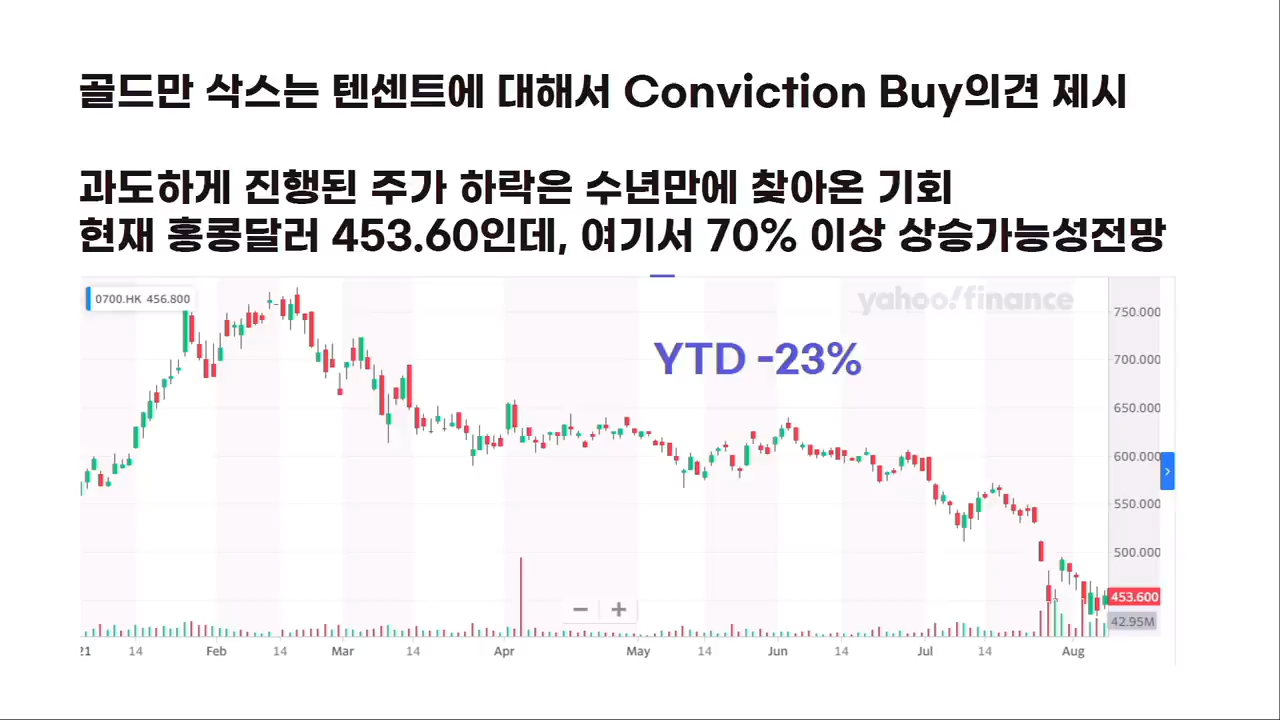 골드만 삭스는 텐센트에 대해서 Conviction Buy의견 제시
과도하게 진행된 주가 하락은 수년만에 찾아온 기회
현재 홍콩달러 453.60인데, 여기서 70% 이상 상승가능성전망
0700.HK 456.800
yahoo!finance
YTD -23%
750.000
700.000
650.000
600.000
550.000
500.000
453.600
42.95M
21 14 Feb 14 Mar 14 Apr May 14 Jun 14 Jul 14 Aug